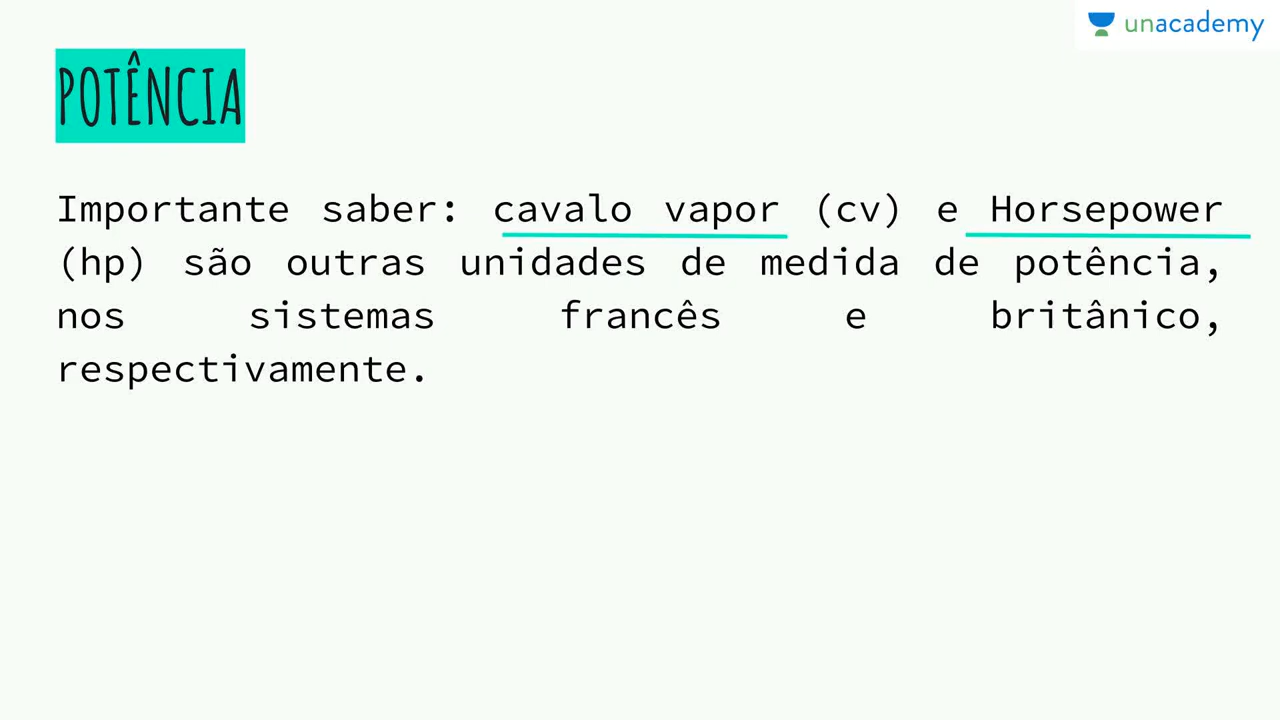 unacademy
POTÊNCIA
Importante saber: cavalo vapor (cv) e Horsepower
(hp) são outras unidades de medida de potência,
nos sistemas francês e britânico,
respectivamente.